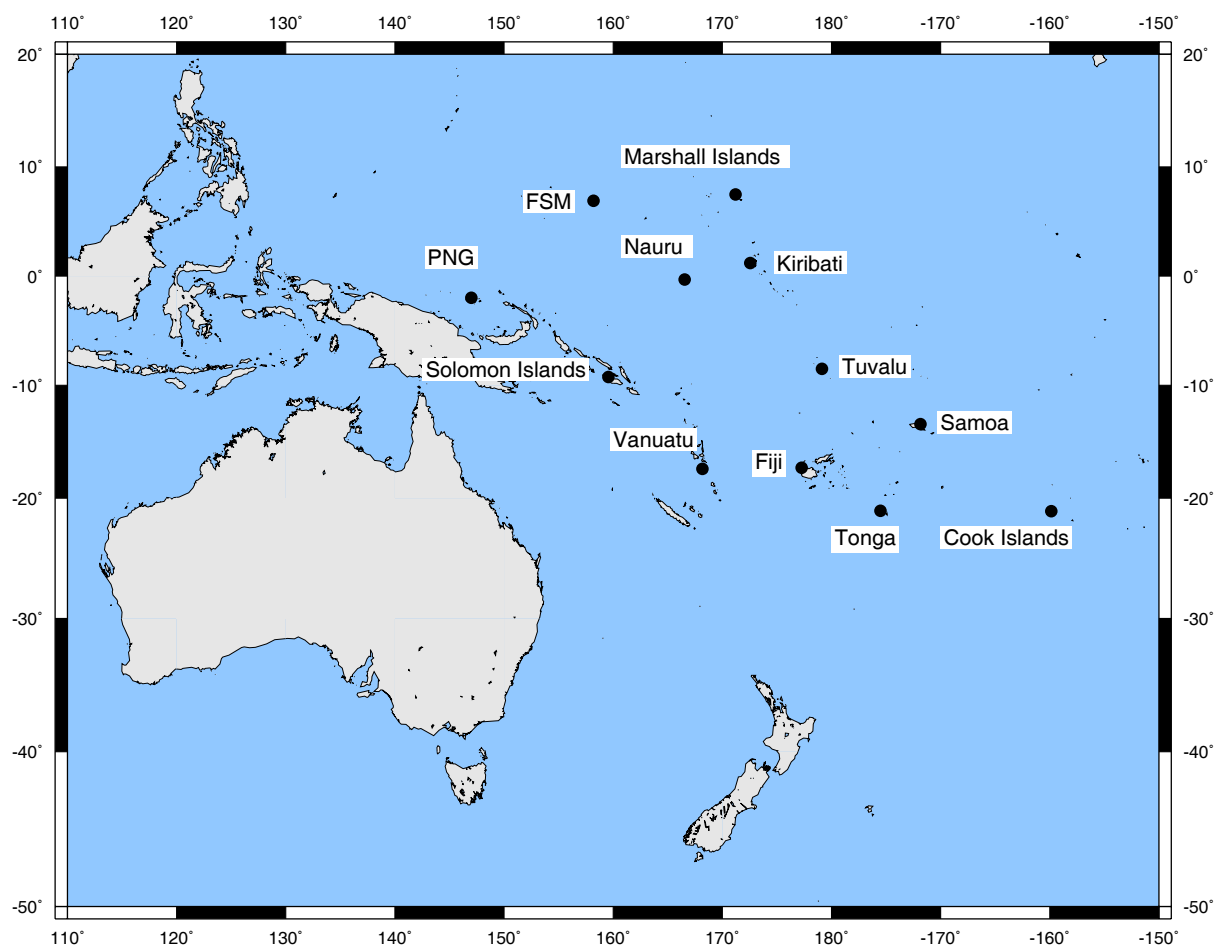 110˚ 120˚ 130˚ 140˚ 150˚ 160˚ 170˚ 180˚ -170˚ -160˚ -150˚
20˚ 20˚
Marshall Islands
10˚ 10˚
FSM
Nauru
PNG
Kiribati
0˚ 0˚
Tuvalu
Solomon Islands
-10˚ -10˚
Samoa
Vanuatu
Fiji
-20˚ -20˚
Tonga Cook Islands
-30˚ -30˚
-40˚ -40˚
-50˚ -50˚
110˚ 120˚ 130˚ 140˚ 150˚ 160˚ 170˚ 180˚ -170˚ -160˚ -150˚